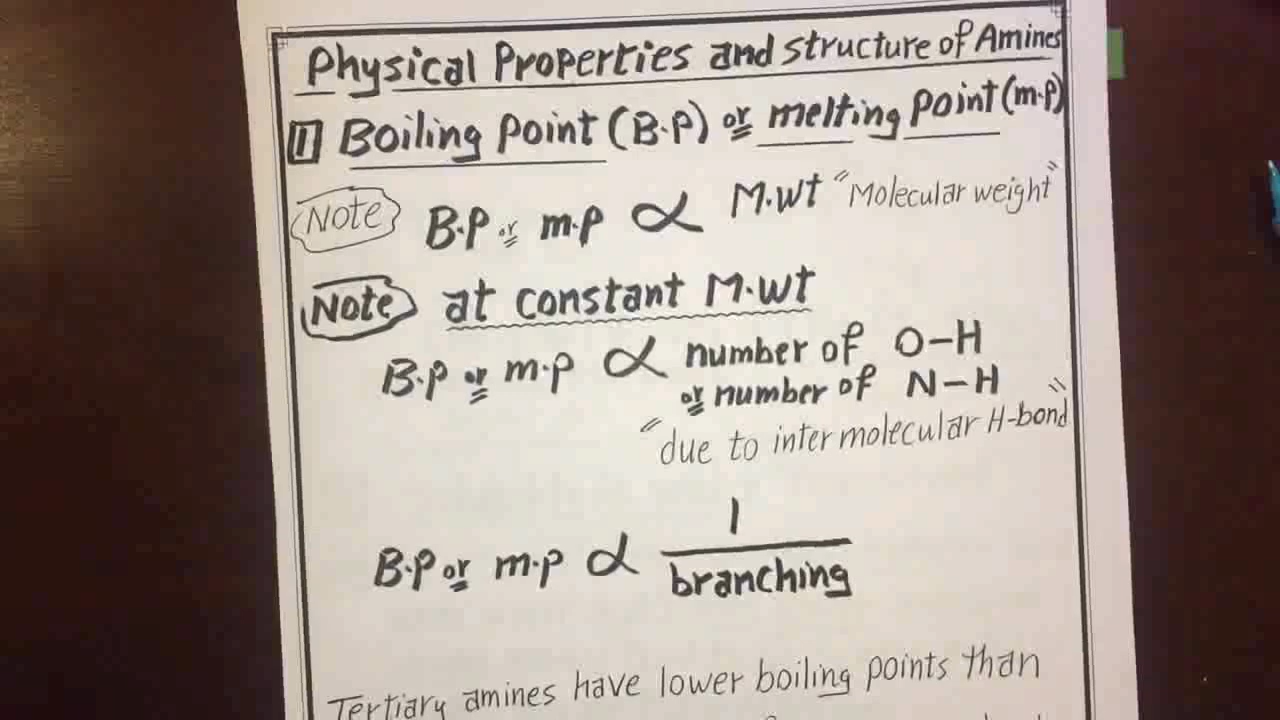 Physical Properties and structure of Amines
1 Boiling point (B.P) or melting point (m.p)
Note B.P or m.p ∝ M.wt "Molecular weight"
Note at constant M.wt
B.P or m.p ∝ number of O-H
or number of N-H
"due to intermolecular H-bond"
1
B.P or m.p ∝ branching
Tertiary amines have lower boiling points than